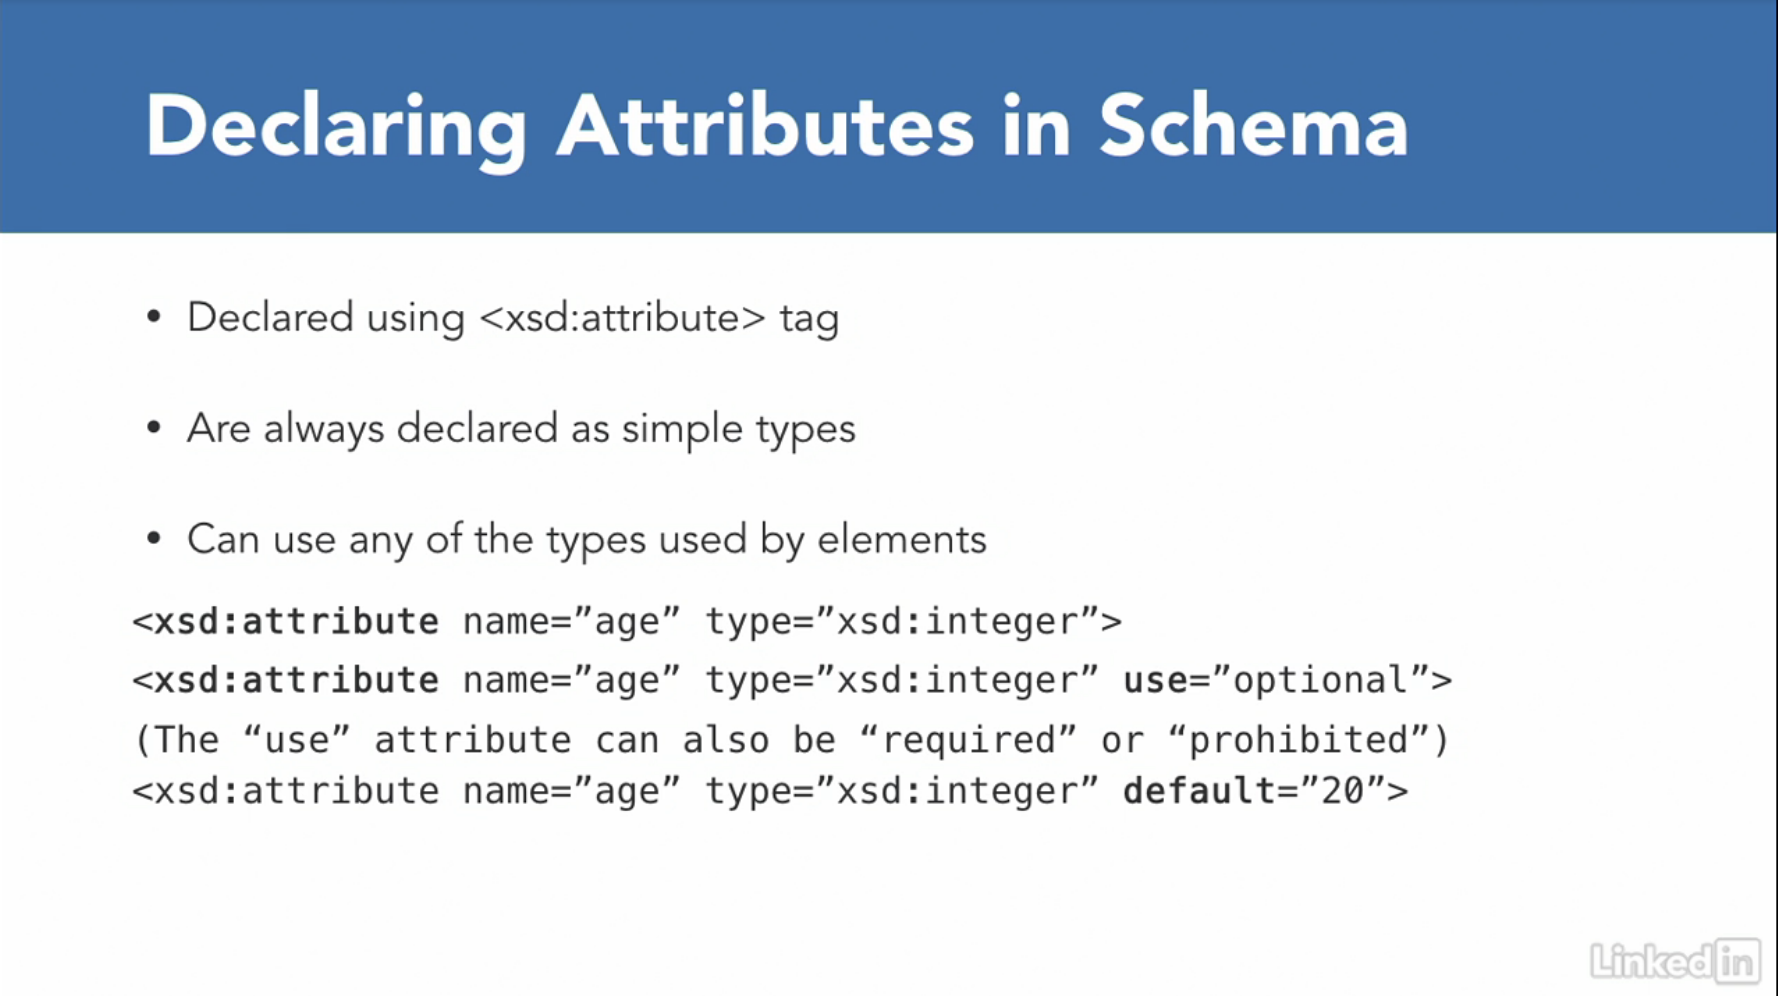 Declaring Attributes in Schema
• Declared using <xsd:attribute> tag
• Are always declared as simple types
• Can use any of the types used by elements
<xsd:attribute name=”age” type=”xsd:integer”>
<xsd:attribute name=”age” type=”xsd:integer” use=”optional”>
(The “use” attribute can also be “required” or “prohibited”)
<xsd:attribute name=”age” type=”xsd:integer” default=”20”>
Linked in